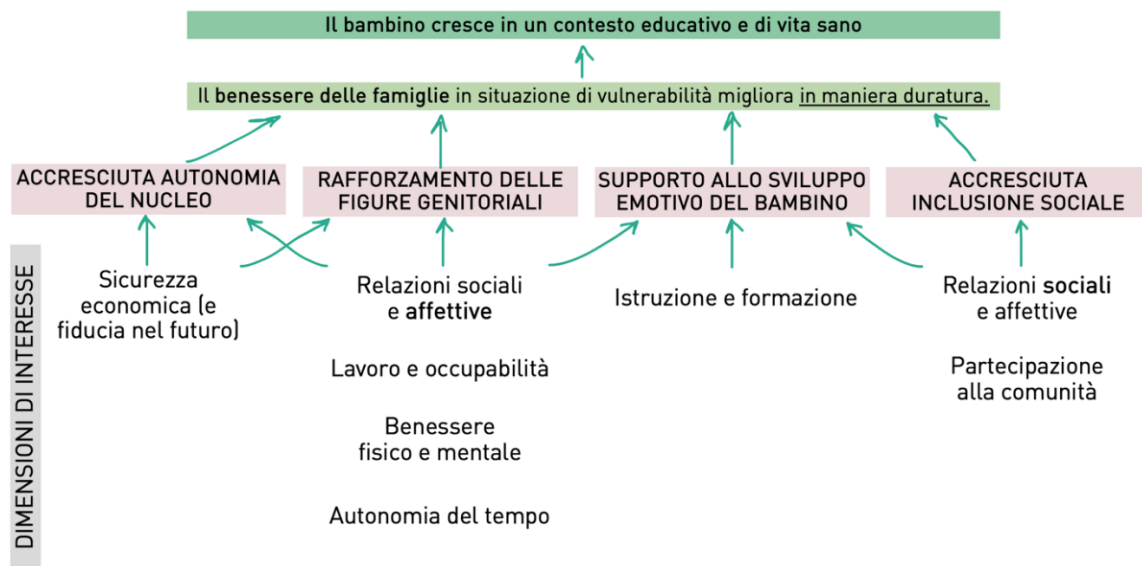 Il bambino cresce in un contesto educativo e di vita sano
Il benessere delle famiglie in situazione di vulnerabilità migliora in maniera duratura.
ACCRESCIUTA AUTONOMIA
DEL NUCLEO
RAFFORZAMENTO DELLE
FIGURE GENITORIALI
SUPPORTO ALLO SVILUPPO
EMOTIVO DEL BAMBINO
ACCRESCIUTA
INCLUSIONE SOCIALE
DIMENSIONI DI INTERESSE
Sicurezza
economica (e
fiducia nel futuro)
Relazioni sociali
e affettive
Lavoro e occupabilità
Benessere
fisico e mentale
Autonomia del tempo
Istruzione e formazione
Relazioni sociali
e affettive
Partecipazione
alla comunità